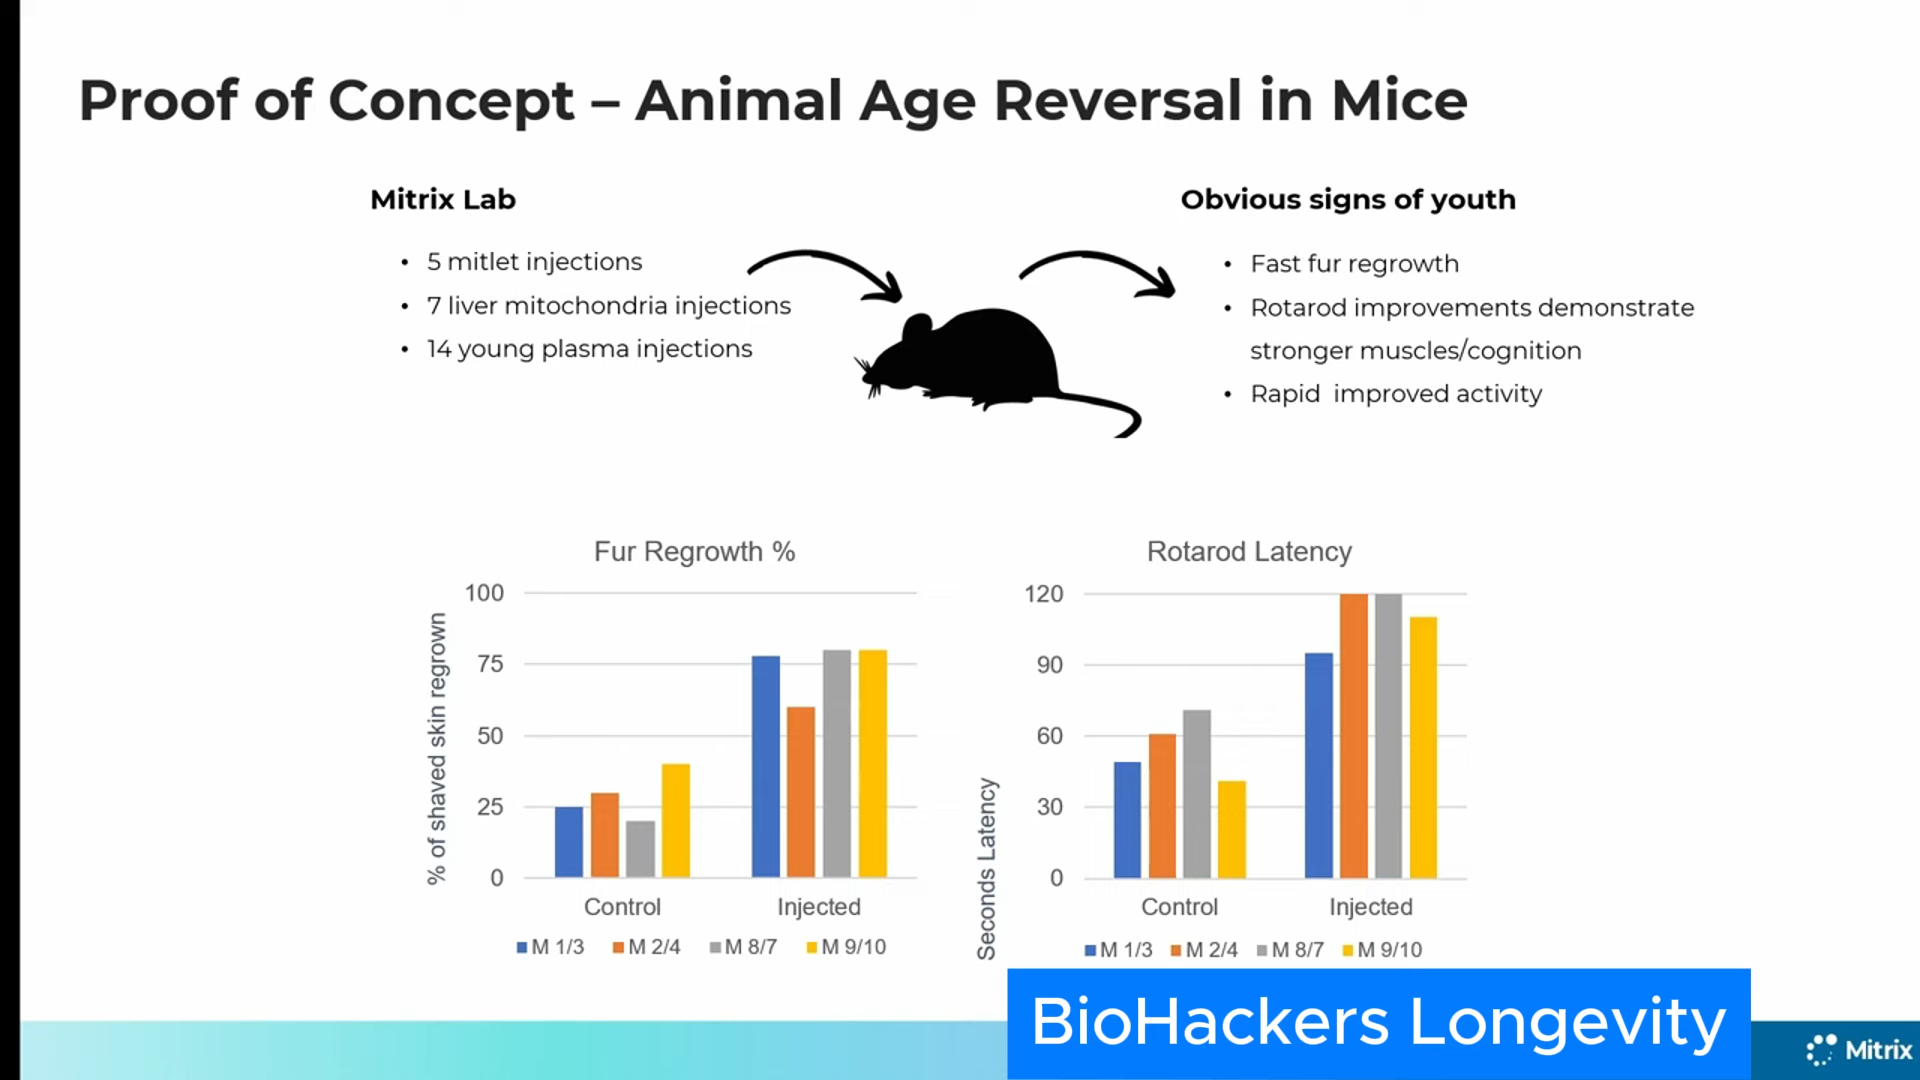 Proof of Concept – Animal Age Reversal in Mice
Mitrix Lab
• 5 mitlet injections
• 7 liver mitochondria injections
• 14 young plasma injections
Obvious signs of youth
• Fast fur regrowth
• Rotarod improvements demonstrate
stronger muscles/cognition
• Rapid  improved activity
Fur Regrowth %
% of shaved skin regrown
100
75
50
25
0
Control Injected
M 1/3 M 2/4 M 8/7 M 9/10
Rotarod Latency
Seconds Latency
120
90
60
30
0
Control Injected
M 1/3 M 2/4 M 8/7 M 9/10
BioHackers Longevity
Mitrix